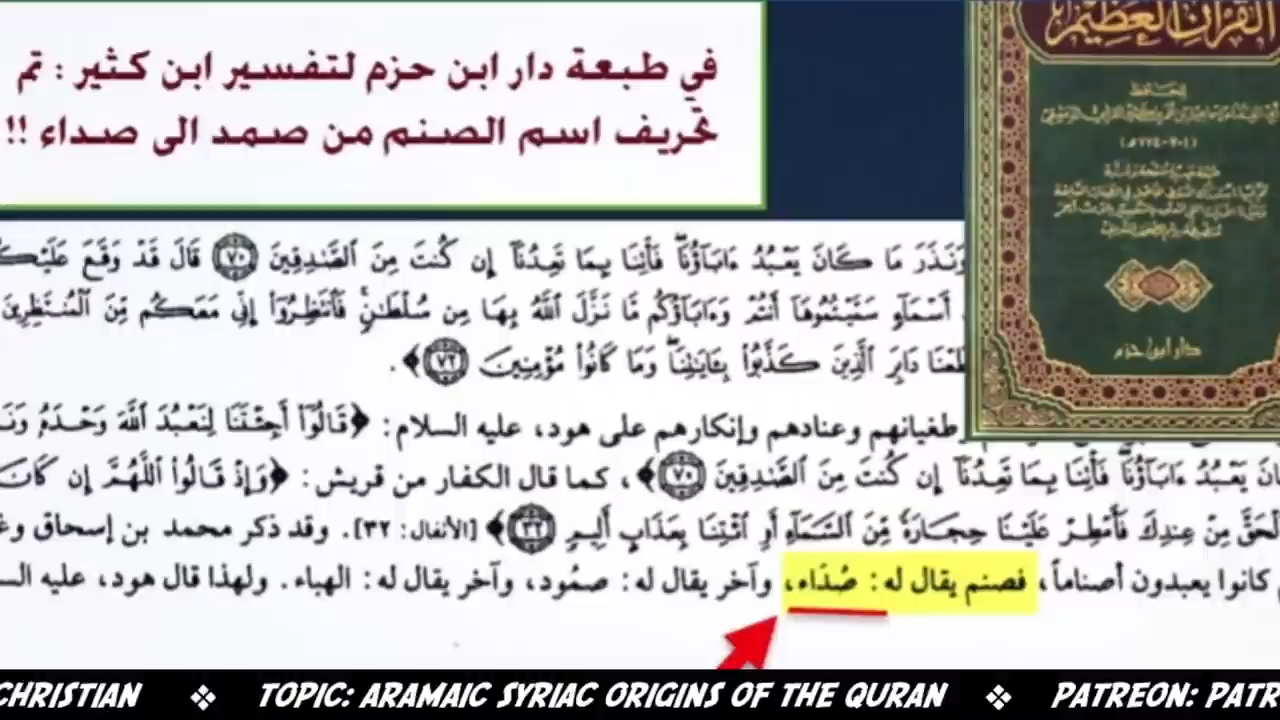 في طبعة دار ابن حزم لتفسير ابن كثير : تم
تحريف اسم الصنم من صمد الى صداء !!
القرآن العظيم
للحافظ
دار ابن حزم
وَنَذَرَ مَا كَانَ يَعْبُدُ ءَابَآؤُنَا فَأْتِنَا بِمَا تَعِدُنَآ إِن كُنتَ مِنَ ٱلصَّٰدِقِينَ ﴿٧٠﴾ قَالَ قَدْ وَقَعَ
أَسْمَآءٍ سَمَّيْتُمُوهَآ أَنتُمْ وَءَابَآؤُكُم مَّا نَزَّلَ ٱللَّهُ بِهَا مِن سُلْطَٰنٍ فَٱنتَظِرُوٓا۟ إِنِّى مَعَكُم مِّنَ ٱلْمُنتَظِرِينَ
دَابِرَ ٱلَّذِينَ كَذَّبُوا۟ بِـَٔايَٰتِنَا وَمَا كَانُوا۟ مُؤْمِنِينَ ﴿٧٢﴾ .
طغيانهم وعنادهم وإنكارهم على هود، عليه السلام: ﴿قَالُوٓا۟ أَجِئْتَنَا لِنَعْبُدَ ٱللَّهَ وَحْدَهُۥ
يَعْبُدُ ءَابَآؤُنَا فَأْتِنَا بِمَا تَعِدُنَآ إِن كُنتَ مِنَ ٱلصَّٰدِقِينَ ﴿٧٠﴾، كما قال الكفار من قريش: ﴿وَإِذْ قَالُوا۟ ٱللَّهُمَّ إِن كَانَ
ٱلْحَقَّ مِنْ عِندِكَ فَأَمْطِرْ عَلَيْنَا حِجَارَةً مِّنَ ٱلسَّمَآءِ أَوِ ٱئْتِنَا بِعَذَابٍ أَلِيمٍ ﴿٣٢﴾ [الأنفال: ٣٢]. وقد ذكر محمد بن إسحاق
كانوا يعبدون أصناماً، فصنم يقال له: صُدَاء، وآخر يقال له: صمُود، وآخر يقال له: الهباء. ولهذا قال هود، عليه
CHRISTIAN ❖ TOPIC: ARAMAIC SYRIAC ORIGINS OF THE QURAN ❖ PATREON: PATR